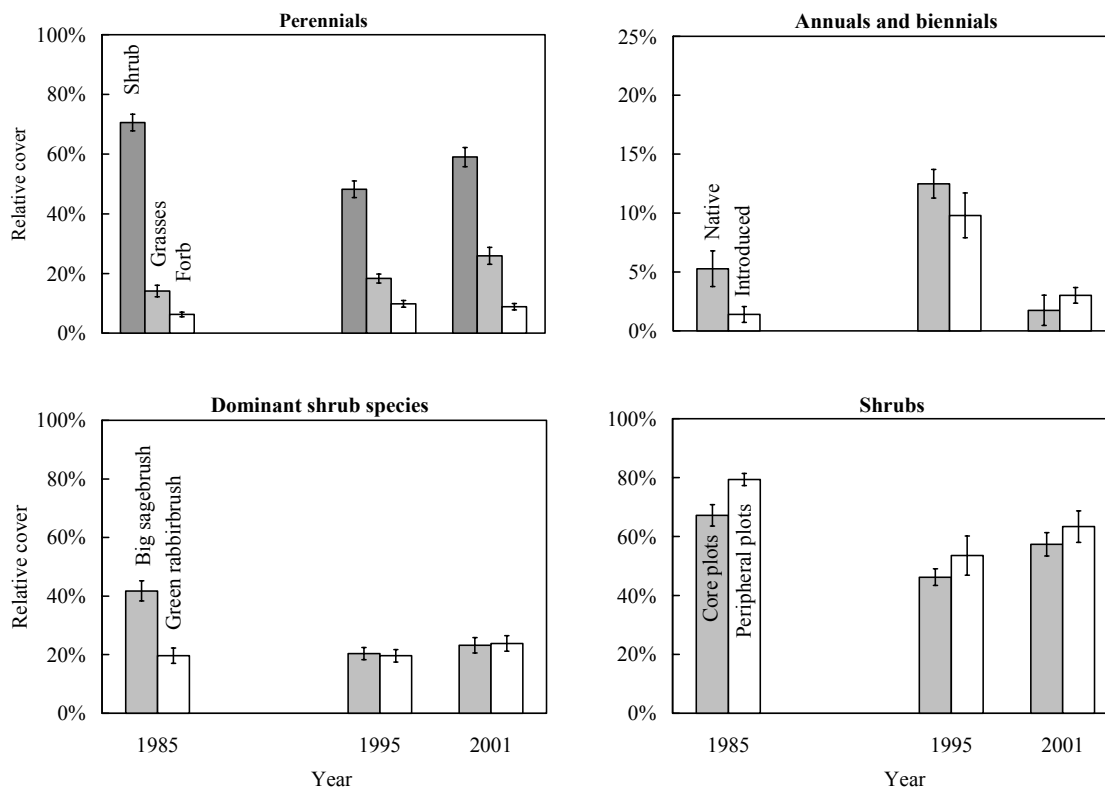 Perennials
100%
80%
60%
40%
20%
0%
Relative cover
Shrub
Grasses
Forb
Annuals and biennials
25%
20%
15%
10%
5%
0%
Native
Introduced
Dominant shrub species
100%
80%
60%
40%
20%
0%
Relative cover
Big sagebrush
Green rabbirbrush
1985
1995
2001
Year
Shrubs
100%
80%
60%
40%
20%
0%
Core plots
Peripheral plots
1985
1995
2001
Year